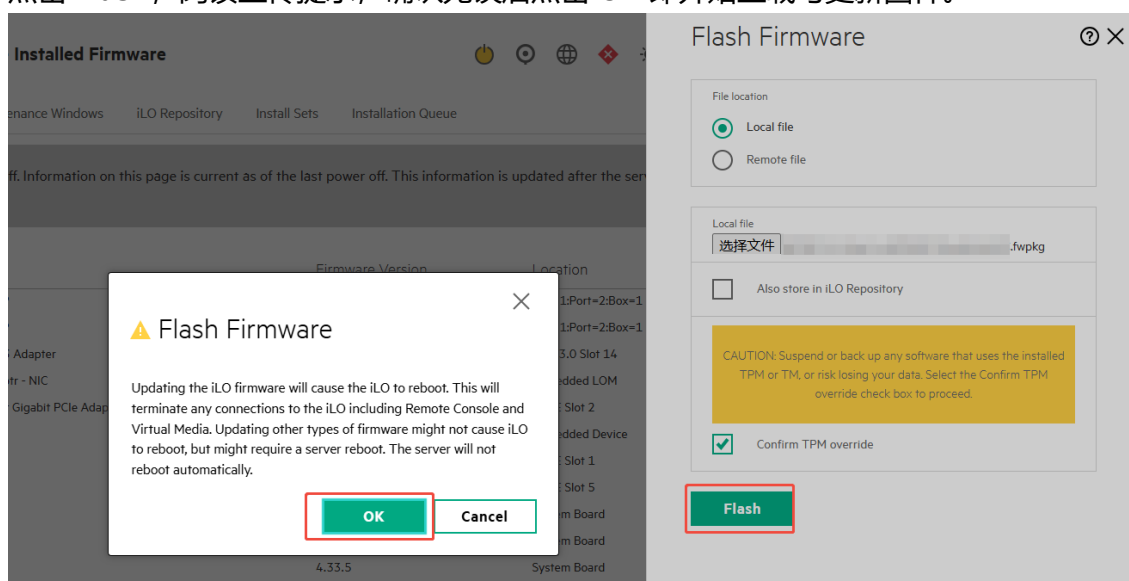 Installed Firmware
enance Windows iLO Repository Install Sets Installation Queue
ff. Information on this page is current as of the last power off. This information is updated after the ser
Firmware Version Location
1:Port=2:Box=1
1:Port=2:Box=1
Adapter 3.0 Slot 14
tr - NIC edded LOM
Gigabit PCIe Adap Slot 2
edded Device
Slot 1
Slot 5
m Board
m Board
4.33.5 System Board
Flash Firmware
Updating the iLO firmware will cause the iLO to reboot. This will
terminate any connections to the iLO including Remote Console and
Virtual Media. Updating other types of firmware might not cause iLO
to reboot, but might require a server reboot. The server will not
reboot automatically.
OK Cancel
Flash Firmware
File location
Local file
Remote file
Local file
选择文件 .fwpkg
Also store in iLO Repository
CAUTION: Suspend or back up any software that uses the installed
TPM or TM, or risk losing your data. Select the Confirm TPM
override check box to proceed.
Confirm TPM override
Flash